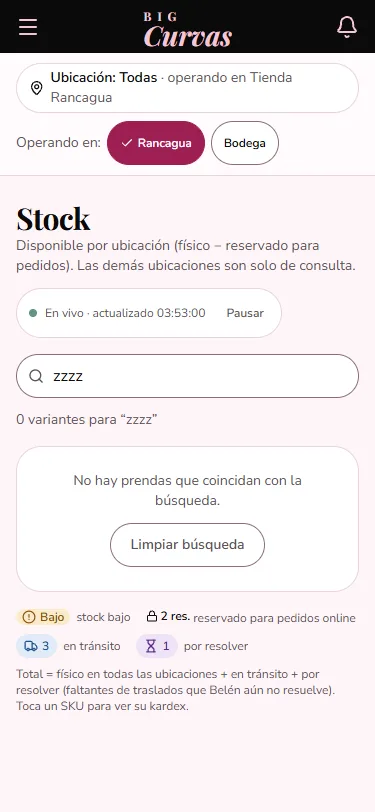 BIG
Curvas
Ubicación: Todas · operando en Tienda
Rancagua
Operando en:
Rancagua
Bodega
Stock
Disponible por ubicación (físico − reservado para
pedidos). Las demás ubicaciones son solo de consulta.
En vivo · actualizado 03:53:00
Pausar
zzzz
0 variantes para “zzzz”
No hay prendas que coincidan con la
búsqueda.
Limpiar búsqueda
Bajo stock bajo 2 res. reservado para pedidos online
3 en tránsito 1 por resolver
Total = físico en todas las ubicaciones + en tránsito + por
resolver (faltantes de traslados que Belén aún no resuelve).
Toca un SKU para ver su kardex.